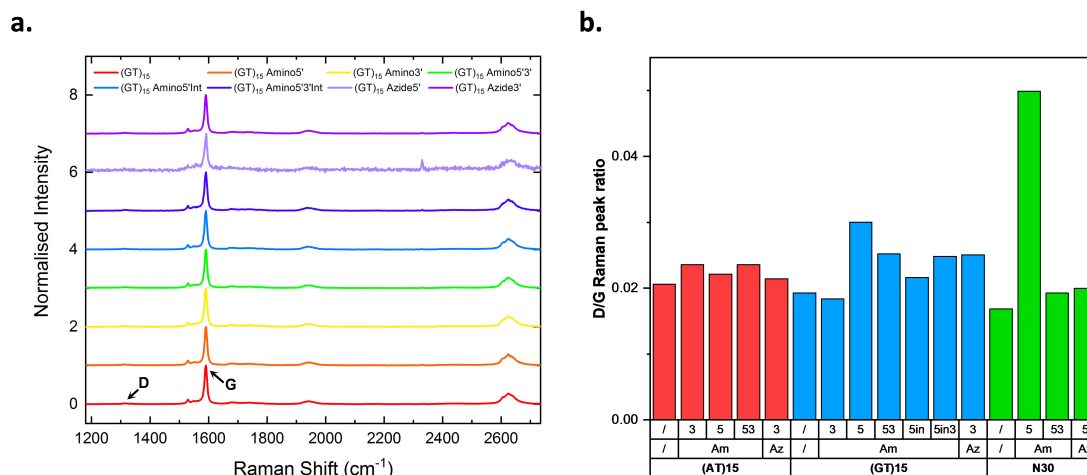 a.
(GT)15 (GT)15 Amino5' (GT)15 Amino3' (GT)15 Amino5'3'
(GT)15 Amino5'Int (GT)15 Amino5'3'Int (GT)15 Azide5' (GT)15 Azide3'
8
6
4
2
0
Normalised Intensity
D
G
1200 1400 1600 1800 2000 2200 2400 2600
Raman Shift (cm-1)
b.
0.04
0.02
0.00
D/G Raman peak ratio
/ 3 5 53 3 / 3 5 53 5in 5in3 3 / 5 53 5
/ Am Az / Am Az / Am Az
(AT)15 (GT)15 N30